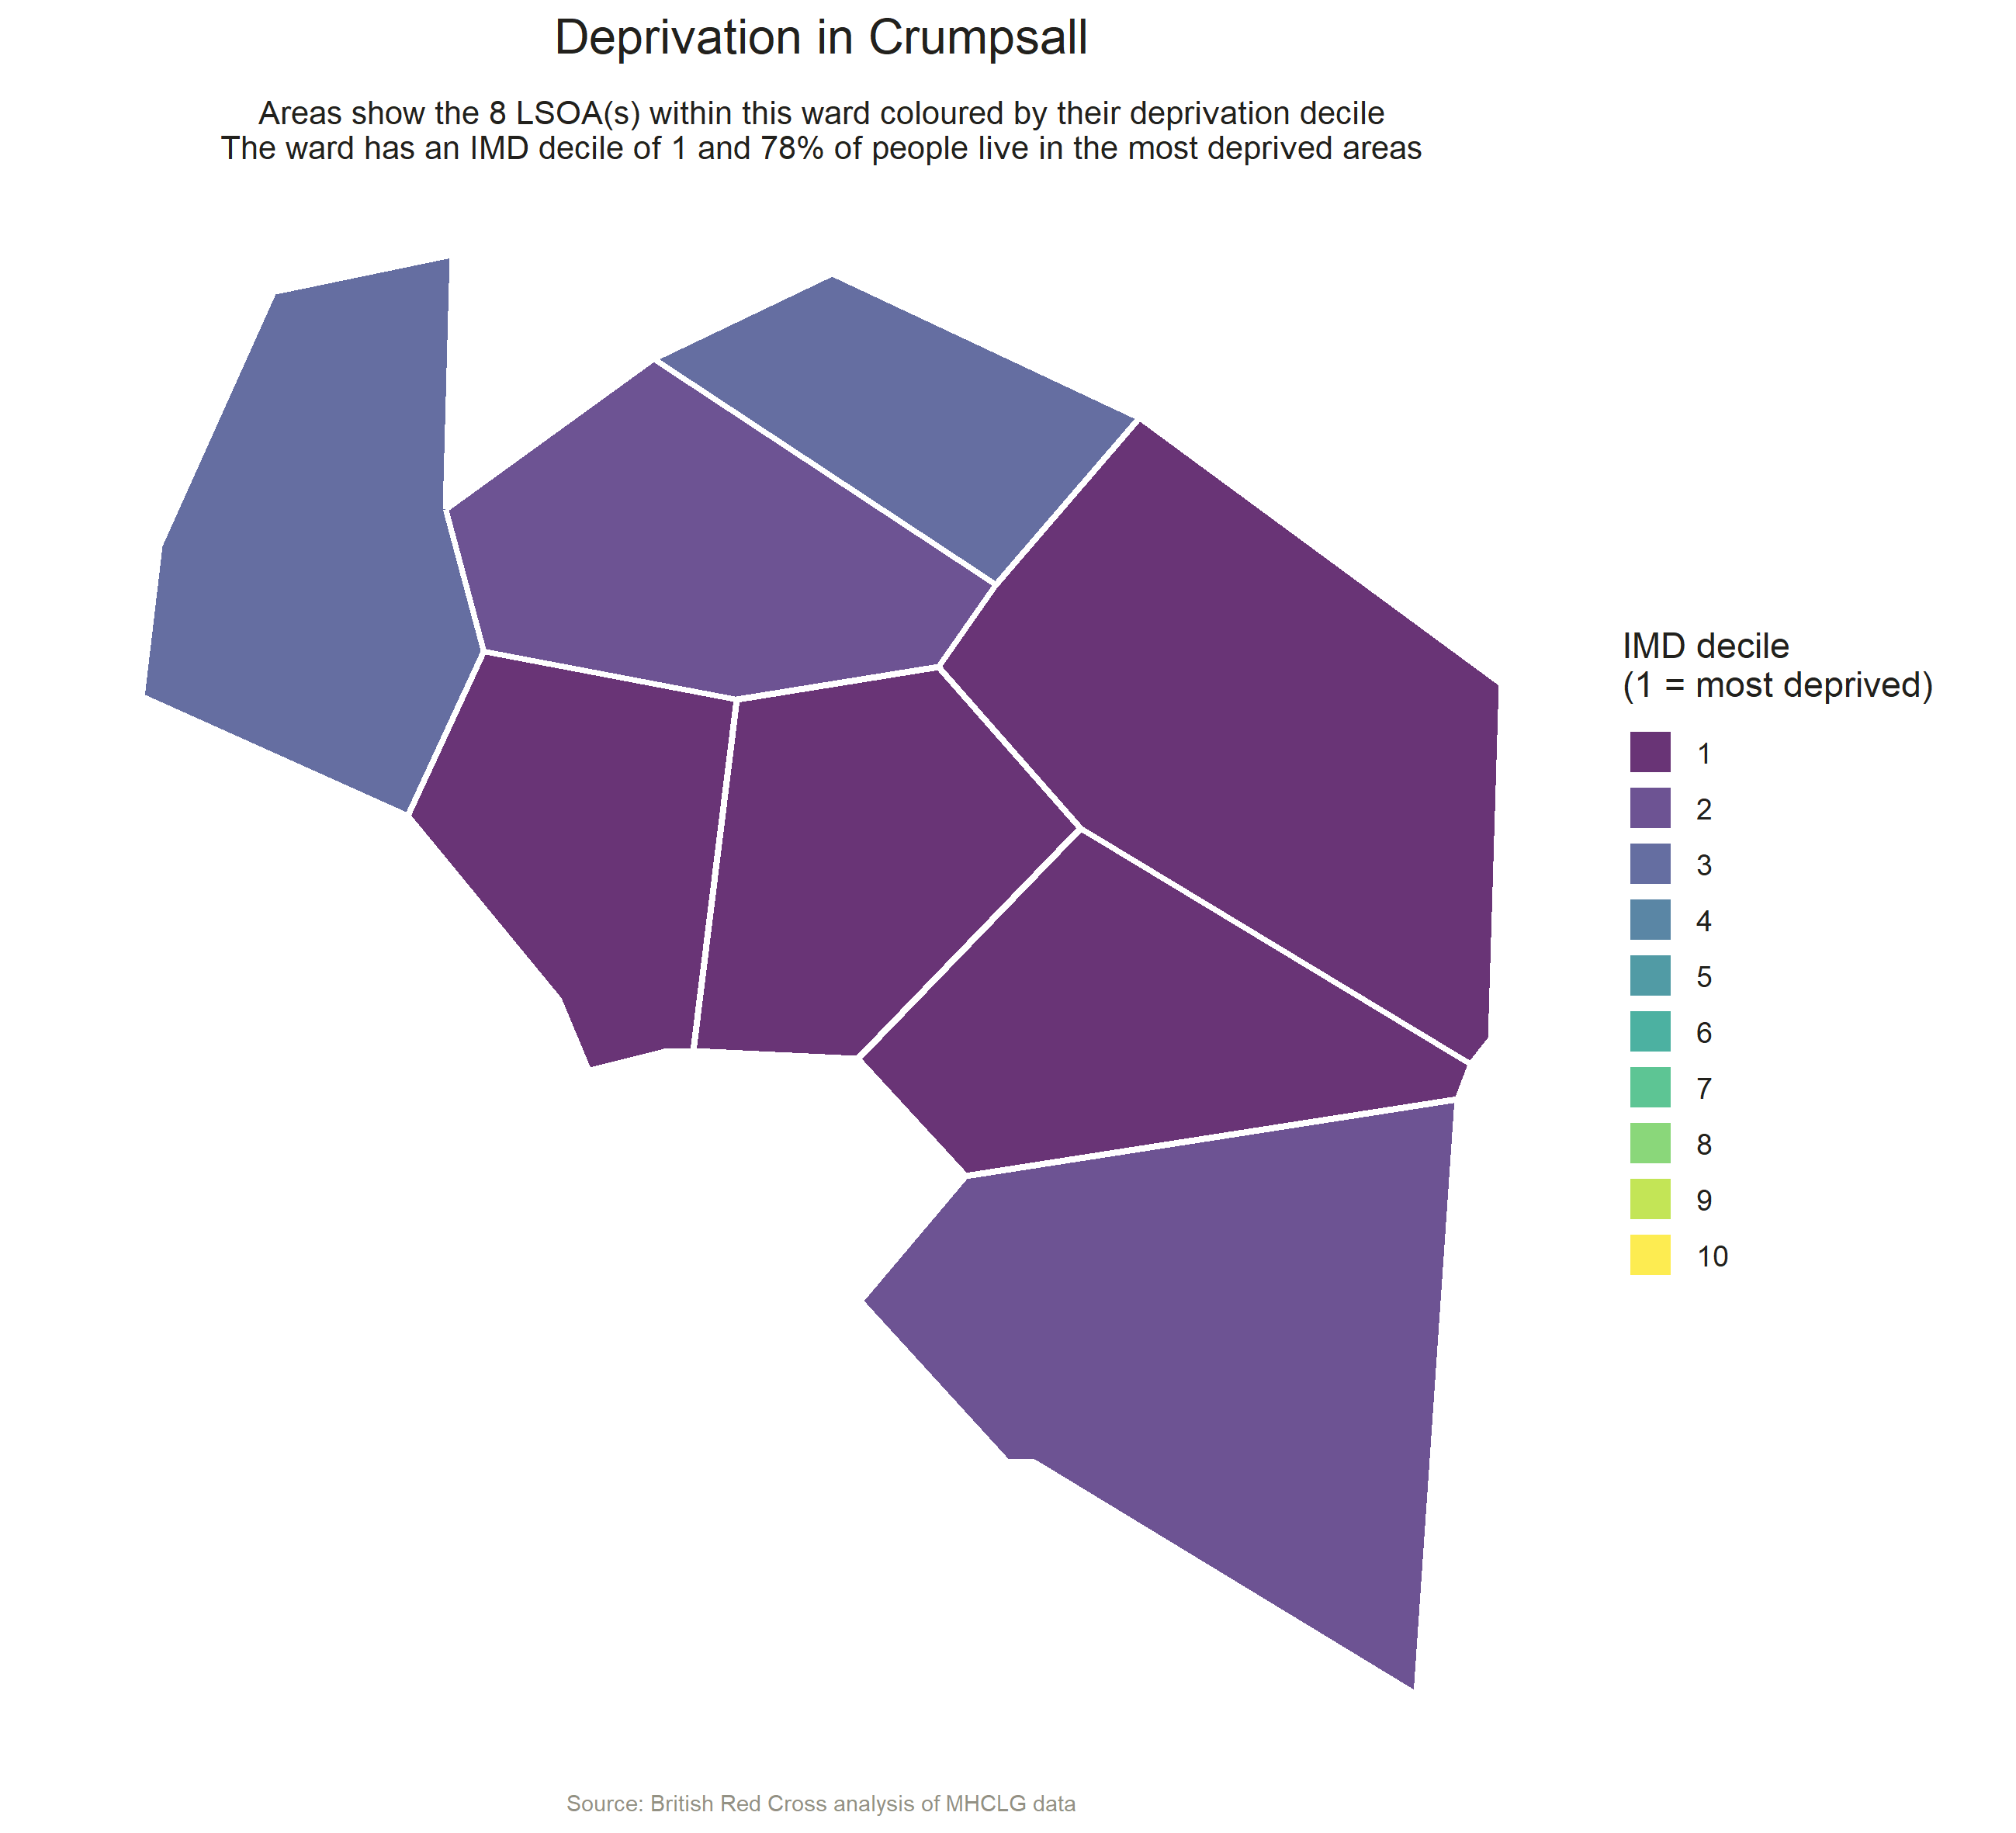 Deprivation in Crumpsall
Areas show the 8 LSOA(s) within this ward coloured by their deprivation decile
The ward has an IMD decile of 1 and 78% of people live in the most deprived areas
IMD decile
(1 = most deprived)
1
2
3
4
5
6
7
8
9
10
Source: British Red Cross analysis of MHCLG data